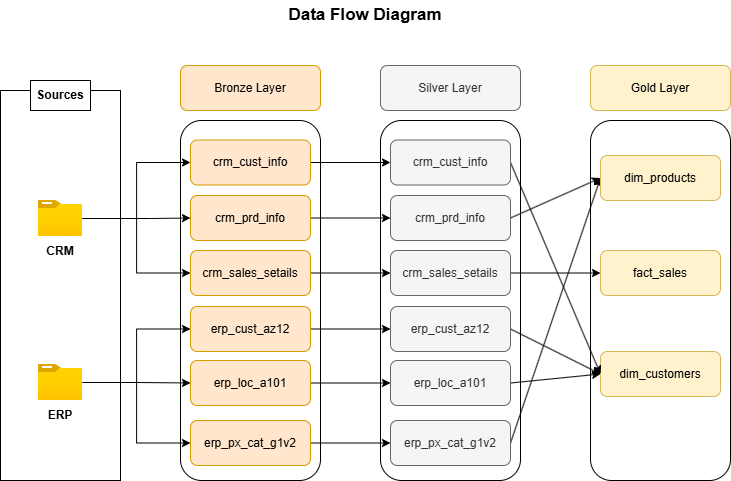 Data Flow Diagram
Sources
Bronze Layer
Silver Layer
Gold Layer
CRM
ERP
crm_cust_info
crm_prd_info
crm_sales_setails
erp_cust_az12
erp_loc_a101
erp_px_cat_g1v2
crm_cust_info
crm_prd_info
crm_sales_setails
erp_cust_az12
erp_loc_a101
erp_px_cat_g1v2
dim_products
fact_sales
dim_customers